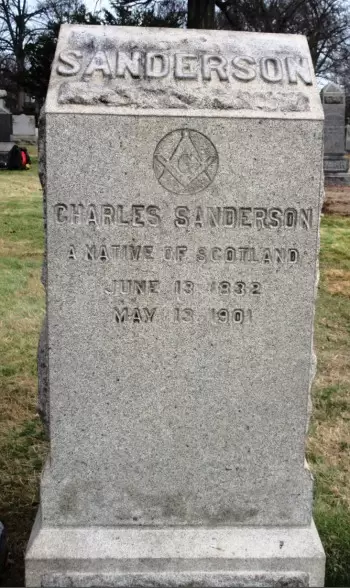 SANDERSON
CHARLES SANDERSON
A NATIVE OF SCOTLAND
JUNE 13 1832
MAY 13 1901